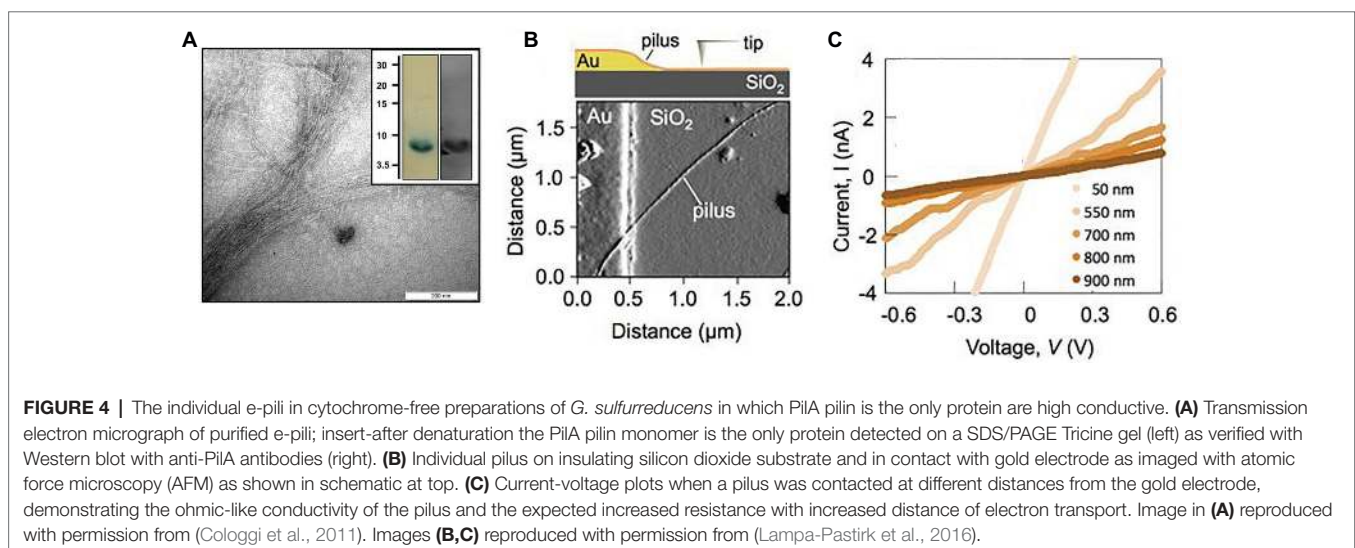 A
30
20
15
10
3.5
200 nm
B
pilus
tip
Au
SiO₂
Au
SiO₂
pilus
1.5
1.0
0.5
0.0
Distance (µm)
0.0 0.5 1.0 1.5 2.0
Distance (µm)
C
4
2
0
-2
-4
Current, I (nA)
50 nm
550 nm
700 nm
800 nm
900 nm
-0.6 -0.3 0 0.3 0.6
Voltage, V (V)
FIGURE 4 | The individual e-pili in cytochrome-free preparations of G. sulfurreducens in which PilA pilin is the only protein are high conductive. (A) Transmission
electron micrograph of purified e-pili; insert-after denaturation the PilA pilin monomer is the only protein detected on a SDS/PAGE Tricine gel (left) as verified with
Western blot with anti-PilA antibodies (right). (B) Individual pilus on insulating silicon dioxide substrate and in contact with gold electrode as imaged with atomic
force microscopy (AFM) as shown in schematic at top. (C) Current-voltage plots when a pilus was contacted at different distances from the gold electrode,
demonstrating the ohmic-like conductivity of the pilus and the expected increased resistance with increased distance of electron transport. Image in (A) reproduced
with permission from (Cologgi et al., 2011). Images (B,C) reproduced with permission from (Lampa-Pastirk et al., 2016).